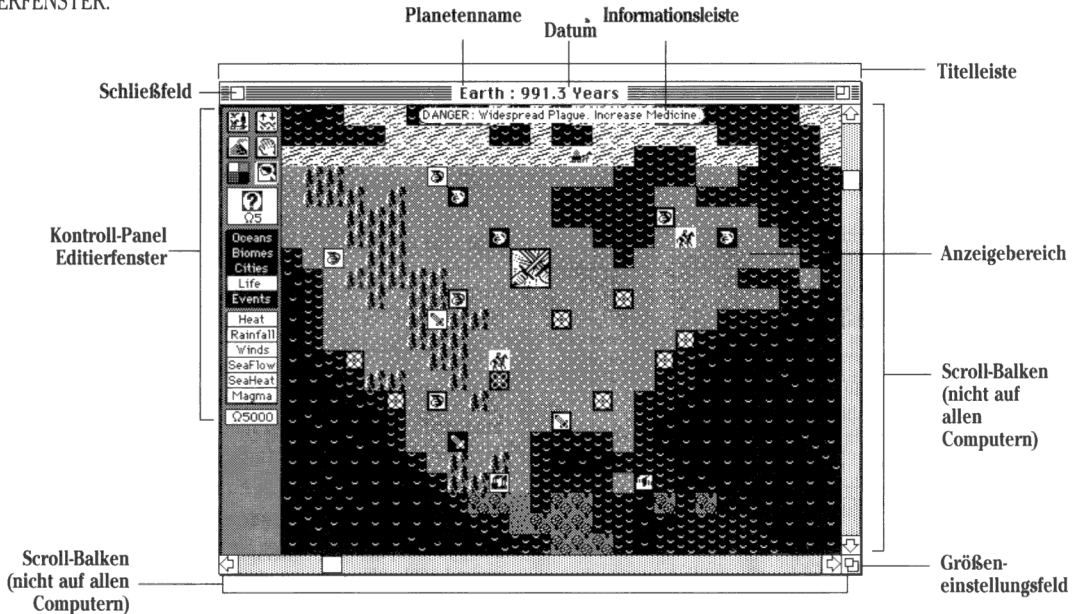 ERFENSTER.
Planetenname
Datum
Informationsleiste
Titelleiste
Schließfeld
Earth : 991.3 Years
DANGER: Widespread Plague. Increase Medicine.
Ω5
Kontroll-Panel
Editierfenster
Oceans
Biomes
Cities
Life
Events
Heat
Rainfall
Winds
SeaFlow
SeaHeat
Magma
Ω5000
Anzeigebereich
Scroll-Balken
(nicht auf
allen
Computern)
Scroll-Balken
(nicht auf allen
Computern)
Größen-
einstellungsfeld